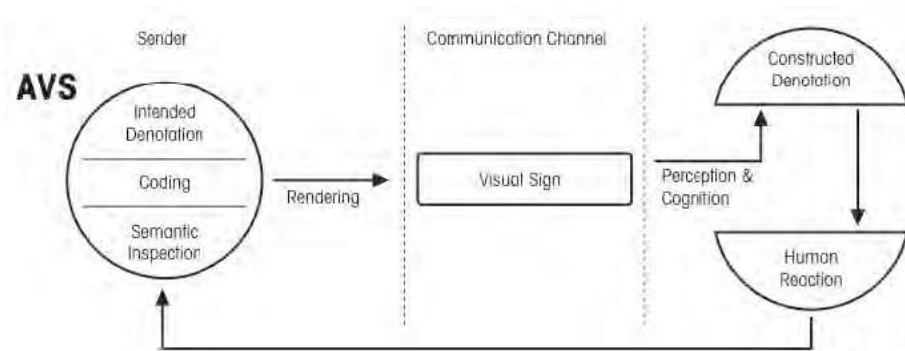 Sender
Communication Channel
AVS
Intended
Denotation
Coding
Semantic
Inspection
Rendering
Visual Sign
Perception &
Cognition
Constructed
Denotation
Human
Reaction